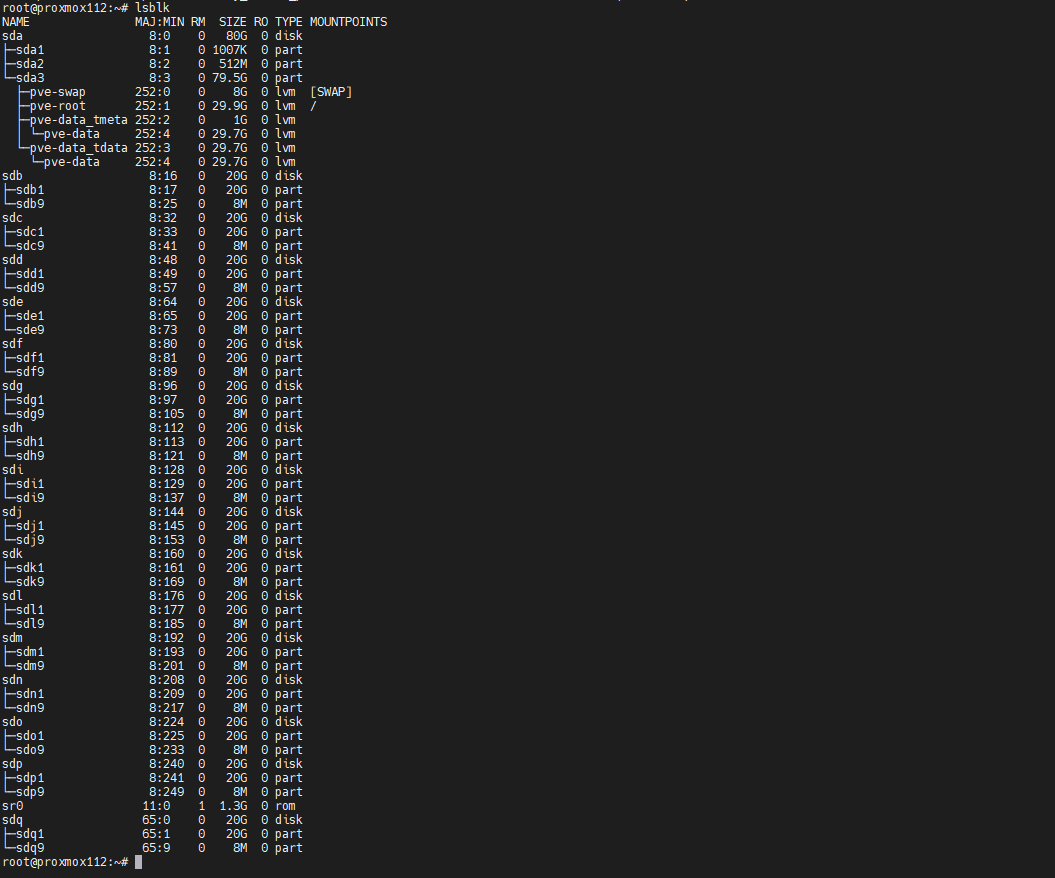 root@proxmox112:~# lsblk
NAME               MAJ:MIN RM  SIZE RO TYPE MOUNTPOINTS
sda                  8:0    0   80G  0 disk
├─sda1               8:1    0 1007K  0 part
├─sda2               8:2    0  512M  0 part
└─sda3               8:3    0 79.5G  0 part
  ├─pve-swap       252:0    0    8G  0 lvm  [SWAP]
  ├─pve-root       252:1    0 29.9G  0 lvm  /
  ├─pve-data_tmeta 252:2    0    1G  0 lvm
  │ └─pve-data     252:4    0 29.7G  0 lvm
  └─pve-data_tdata 252:3    0 29.7G  0 lvm
    └─pve-data     252:4    0 29.7G  0 lvm
sdb                  8:16   0   20G  0 disk
├─sdb1               8:17   0   20G  0 part
└─sdb9               8:25   0    8M  0 part
sdc                  8:32   0   20G  0 disk
├─sdc1               8:33   0   20G  0 part
└─sdc9               8:41   0    8M  0 part
sdd                  8:48   0   20G  0 disk
├─sdd1               8:49   0   20G  0 part
└─sdd9               8:57   0    8M  0 part
sde                  8:64   0   20G  0 disk
├─sde1               8:65   0   20G  0 part
└─sde9               8:73   0    8M  0 part
sdf                  8:80   0   20G  0 disk
├─sdf1               8:81   0   20G  0 part
└─sdf9               8:89   0    8M  0 part
sdg                  8:96   0   20G  0 disk
├─sdg1               8:97   0   20G  0 part
└─sdg9               8:105  0    8M  0 part
sdh                  8:112  0   20G  0 disk
├─sdh1               8:113  0   20G  0 part
└─sdh9               8:121  0    8M  0 part
sdi                  8:128  0   20G  0 disk
├─sdi1               8:129  0   20G  0 part
└─sdi9               8:137  0    8M  0 part
sdj                  8:144  0   20G  0 disk
├─sdj1               8:145  0   20G  0 part
└─sdj9               8:153  0    8M  0 part
sdk                  8:160  0   20G  0 disk
├─sdk1               8:161  0   20G  0 part
└─sdk9               8:169  0    8M  0 part
sdl                  8:176  0   20G  0 disk
├─sdl1               8:177  0   20G  0 part
└─sdl9               8:185  0    8M  0 part
sdm                  8:192  0   20G  0 disk
├─sdm1               8:193  0   20G  0 part
└─sdm9               8:201  0    8M  0 part
sdn                  8:208  0   20G  0 disk
├─sdn1               8:209  0   20G  0 part
└─sdn9               8:217  0    8M  0 part
sdo                  8:224  0   20G  0 disk
├─sdo1               8:225  0   20G  0 part
└─sdo9               8:233  0    8M  0 part
sdp                  8:240  0   20G  0 disk
├─sdp1               8:241  0   20G  0 part
└─sdp9               8:249  0    8M  0 part
sr0                 11:0    1  1.3G  0 rom
sdq                 65:0    0   20G  0 disk
├─sdq1              65:1    0   20G  0 part
└─sdq9              65:9    0    8M  0 part
root@proxmox112:~#